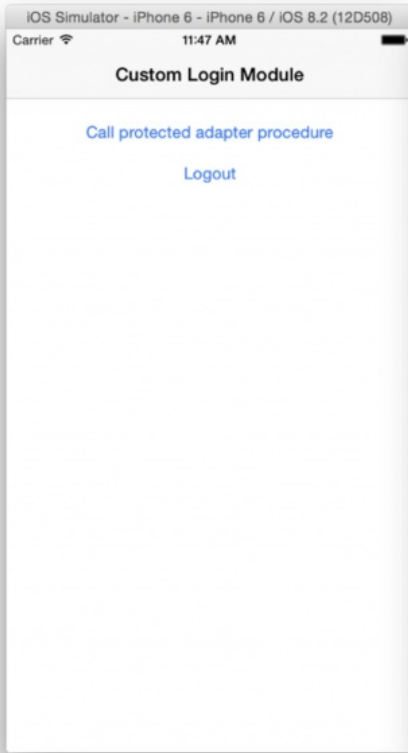 iOS Simulator - iPhone 6 - iPhone 6 / iOS 8.2 (12D508)
Carrier 11:47 AM
Custom Login Module
Call protected adapter procedure
Logout